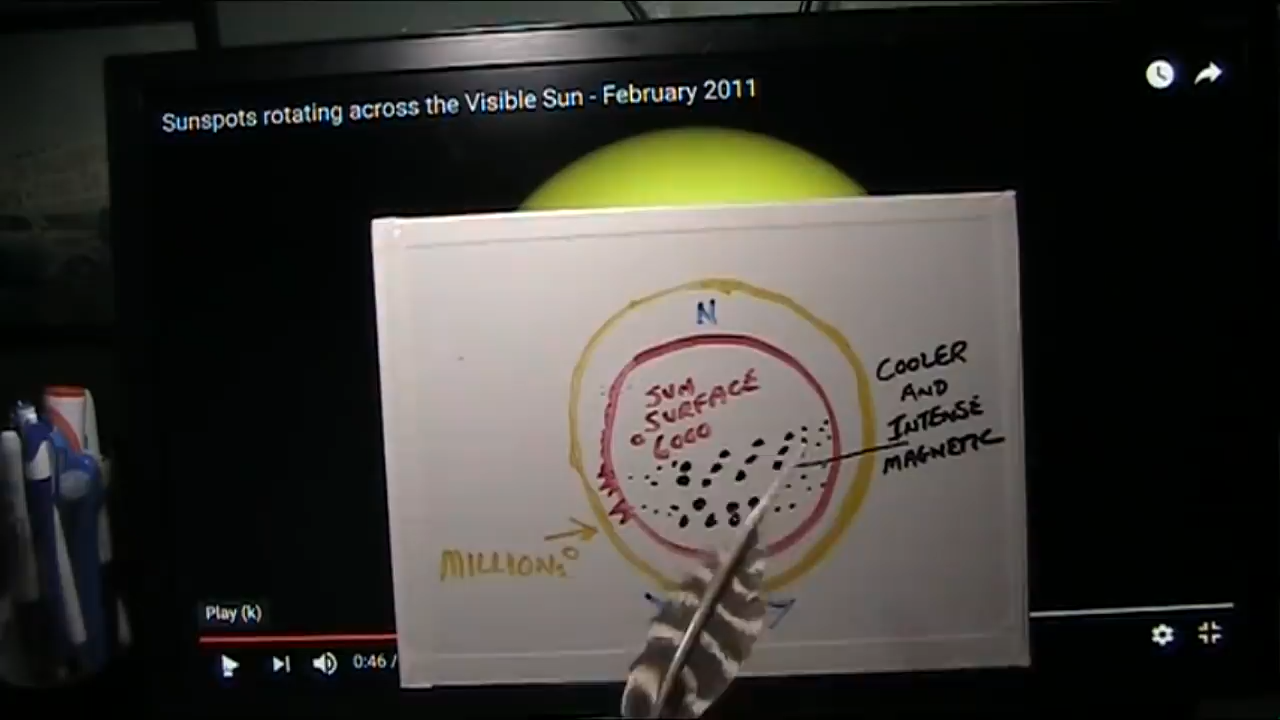 Sunspots rotating across the Visible Sun - February 2011
N
SUN
SURFACE
6000°
COOLER
AND
INTENSE
MAGNETIC
MILLIONs°
Play (k)
0:46 /